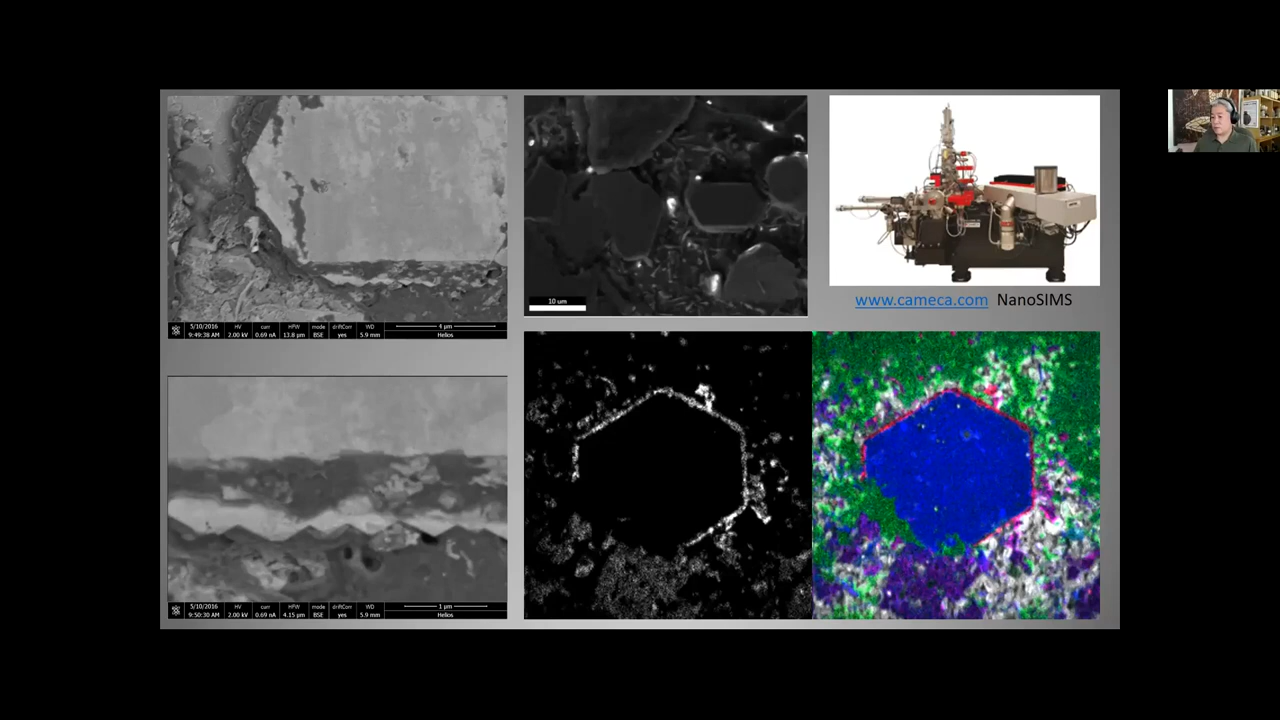 5/10/2016 HV curr HFW mode driftCorr WD 4 µm
9:49:38 AM 2.00 kV 0.69 nA 13.8 µm BSE yes 5.9 mm Helios
10 um
www.cameca.com NanoSIMS
5/10/2016 HV curr HFW mode driftCorr WD 1 µm
9:50:30 AM 2.00 kV 0.69 nA 4.15 µm BSE yes 5.9 mm Helios